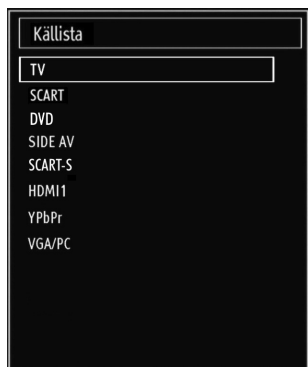 Källista
TV
SCART
DVD
SIDE AV
SCART-S
HDMI1
YPbPr
VGA/PC